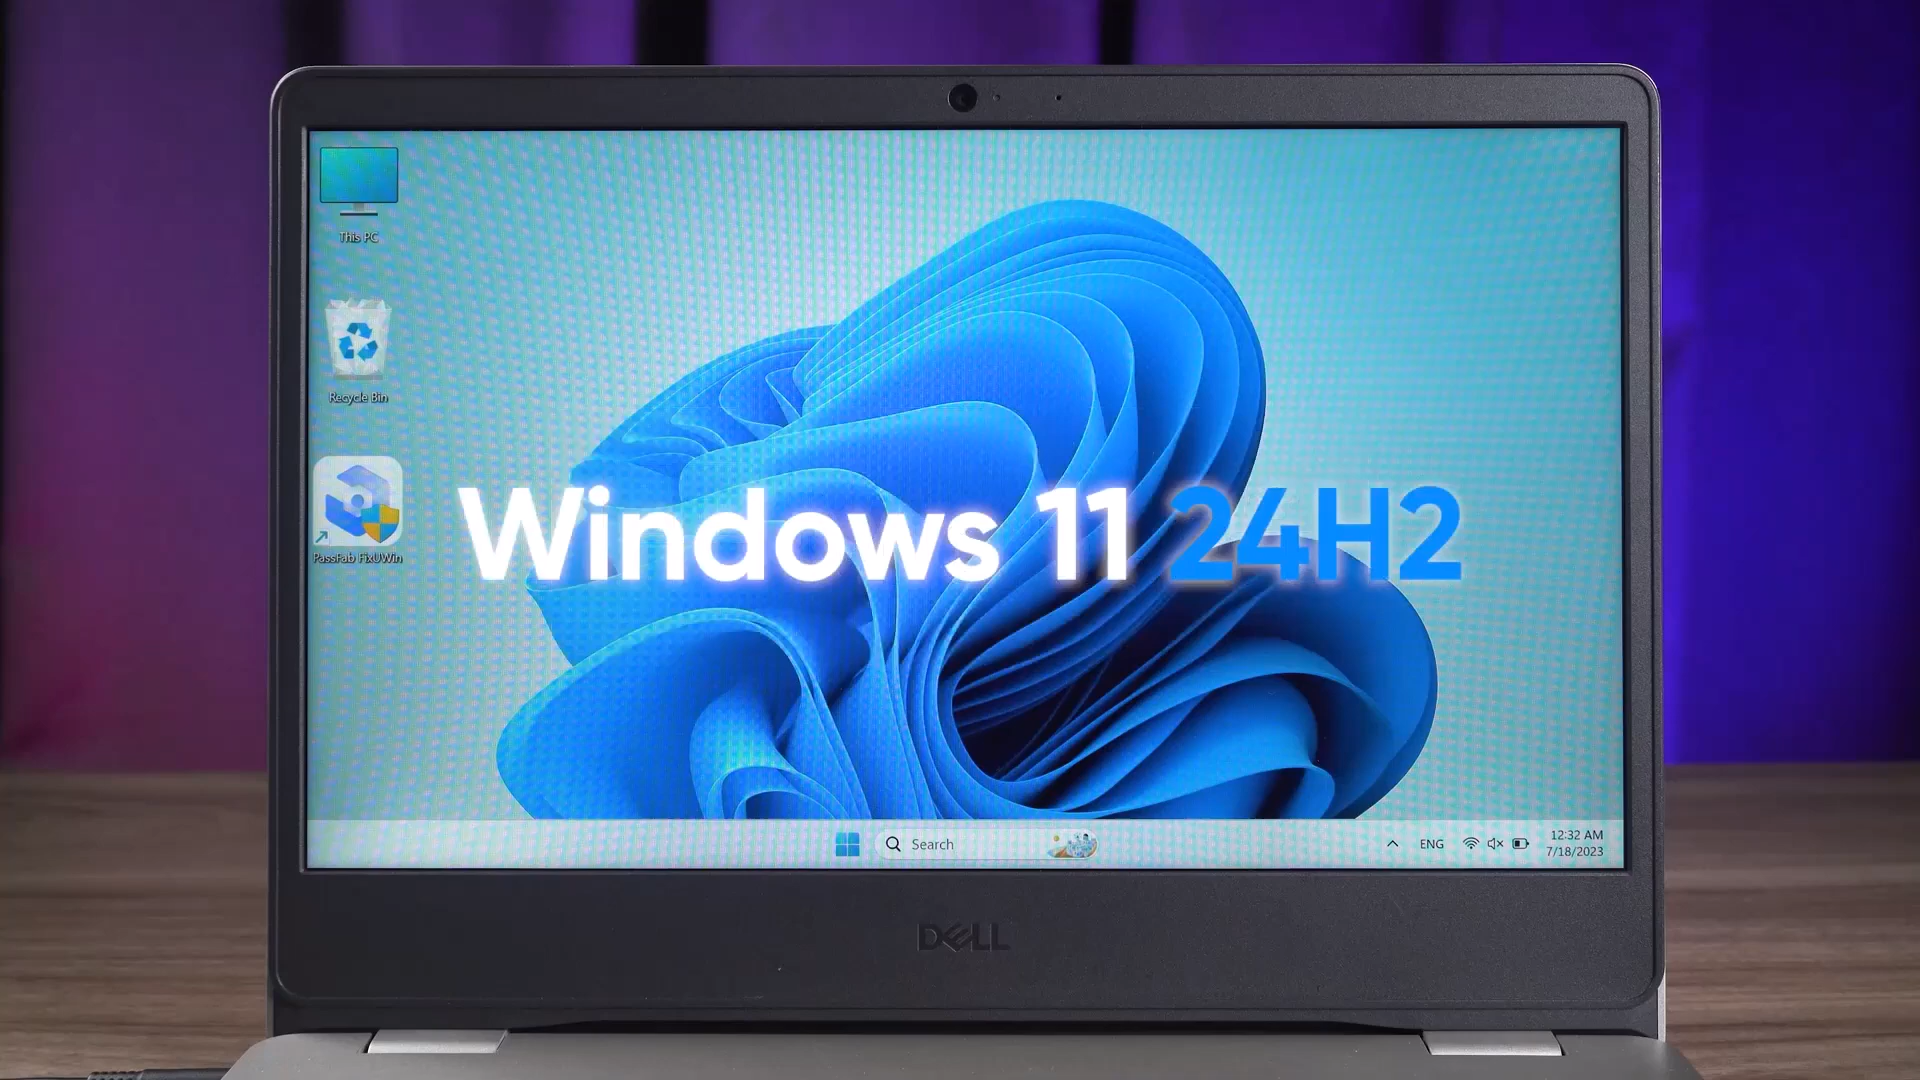 This PC
Recycle Bin
PassFab FixUWin
Windows 11 24H2
Search
ENG
12:32 AM
7/18/2023
DELL